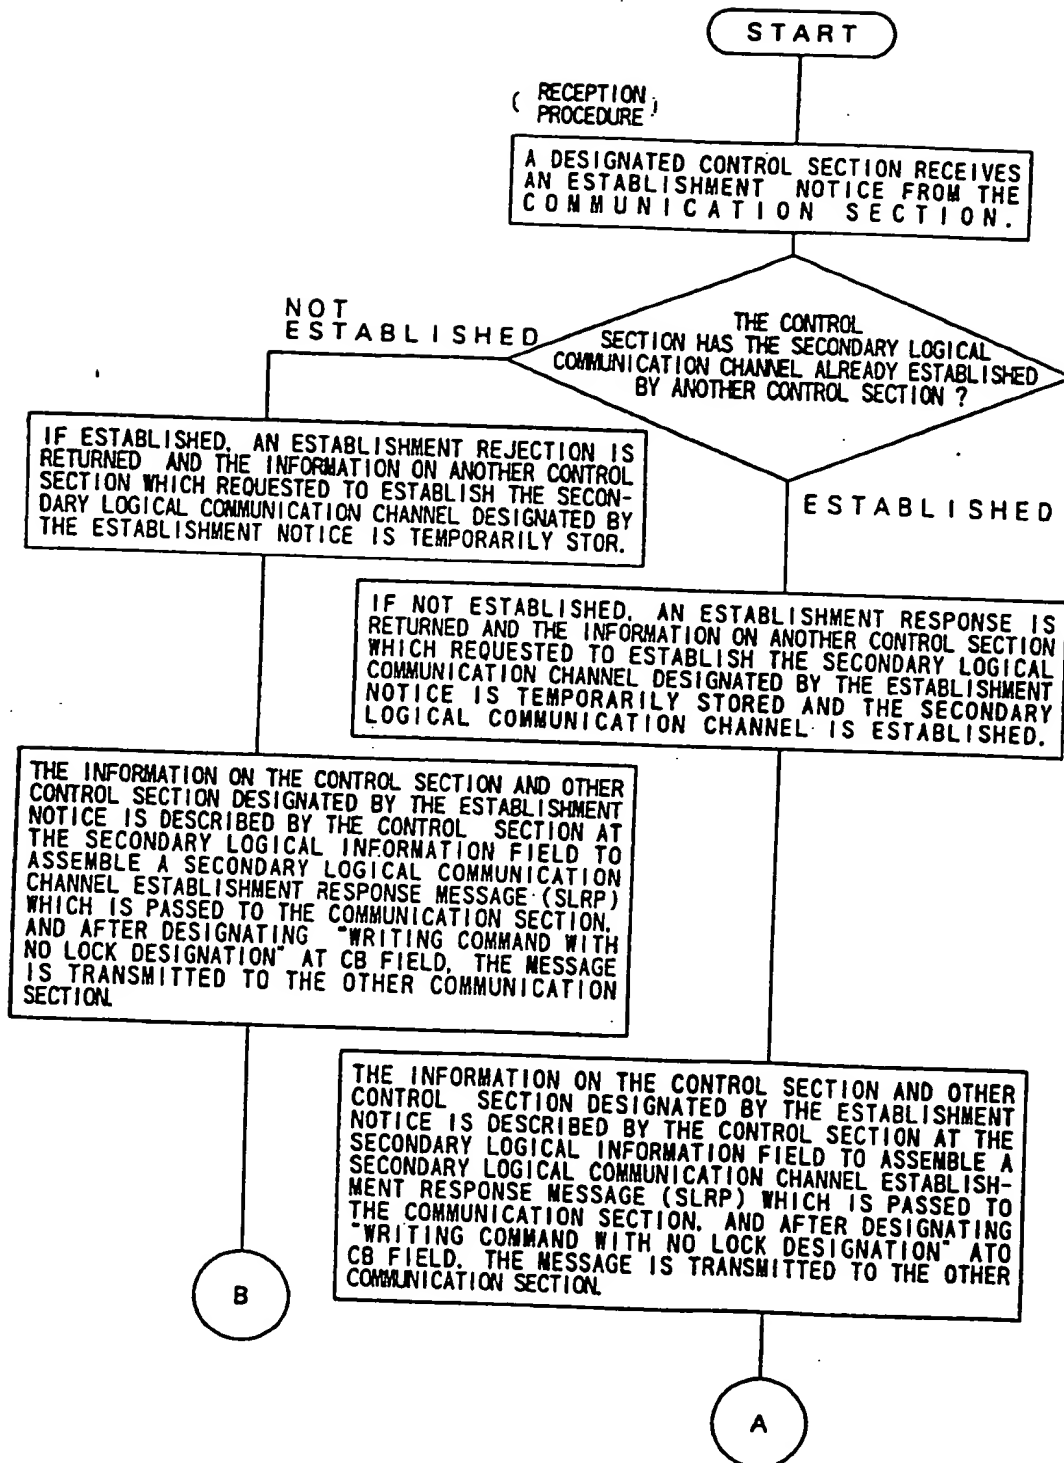 START
( RECEPTION
PROCEDURE )
A DESIGNATED CONTROL SECTION RECEIVES
AN ESTABLISHMENT NOTICE FROM THE
COMMUNICATION SECTION.
THE CONTROL
SECTION HAS THE SECONDARY LOGICAL
COMMUNICATION CHANNEL ALREADY ESTABLISHED
BY ANOTHER CONTROL SECTION ?
NOT
ESTABLISHED
ESTABLISHED
IF ESTABLISHED. AN ESTABLISHMENT REJECTION IS
RETURNED AND THE INFORMATION ON ANOTHER CONTROL
SECTION WHICH REQUESTED TO ESTABLISH THE SECON-
DARY LOGICAL COMMUNICATION CHANNEL DESIGNATED BY
THE ESTABLISHMENT NOTICE IS TEMPORARILY STOR.
IF NOT ESTABLISHED. AN ESTABLISHMENT RESPONSE IS
RETURNED AND THE INFORMATION ON ANOTHER CONTROL SECTION
WHICH REQUESTED TO ESTABLISH THE SECONDARY LOGICAL
COMMUNICATION CHANNEL DESIGNATED BY THE ESTABLISHMENT
NOTICE IS TEMPORARILY STORED AND THE SECONDARY
LOGICAL COMMUNICATION CHANNEL IS ESTABLISHED.
THE INFORMATION ON THE CONTROL SECTION AND OTHER
CONTROL SECTION DESIGNATED BY THE ESTABLISHMENT
NOTICE IS DESCRIBED BY THE CONTROL SECTION AT
THE SECONDARY LOGICAL INFORMATION FIELD TO
ASSEMBLE A SECONDARY LOGICAL COMMUNICATION
CHANNEL ESTABLISHMENT RESPONSE MESSAGE (SLRP)
WHICH IS PASSED TO THE COMMUNICATION SECTION.
AND AFTER DESIGNATING "WRITING COMMAND WITH
NO LOCK DESIGNATION" AT CB FIELD. THE MESSAGE
IS TRANSMITTED TO THE OTHER COMMUNICATION
SECTION.
THE INFORMATION ON THE CONTROL SECTION AND OTHER
CONTROL SECTION DESIGNATED BY THE ESTABLISHMENT
NOTICE IS DESCRIBED BY THE CONTROL SECTION AT THE
SECONDARY LOGICAL INFORMATION FIELD TO ASSEMBLE A
SECONDARY LOGICAL COMMUNICATION CHANNEL ESTABLISH-
MENT RESPONSE MESSAGE (SLRP) WHICH IS PASSED TO
THE COMMUNICATION SECTION. AND AFTER DESIGNATING
"WRITING COMMAND WITH NO LOCK DESIGNATION" ATO
CB FIELD. THE MESSAGE IS TRANSMITTED TO THE OTHER
COMMUNICATION SECTION.
B
A